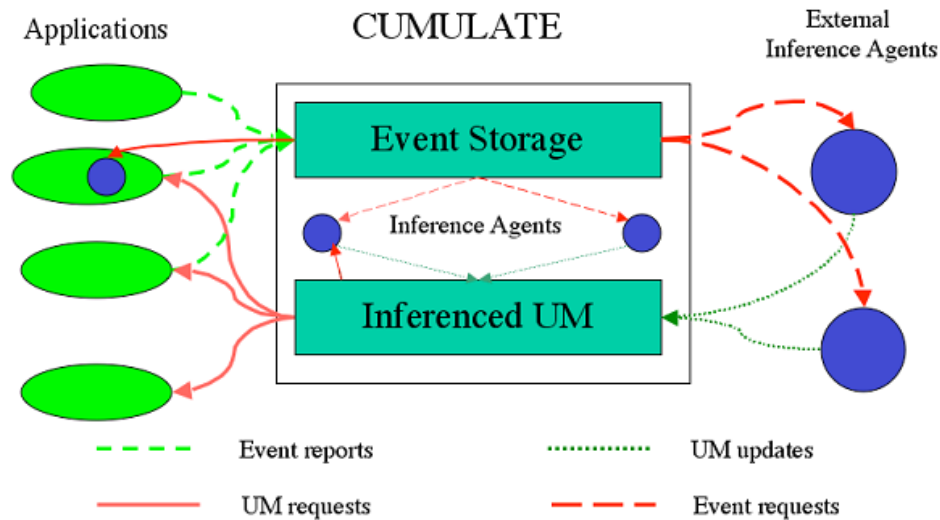 Applications
CUMULATE
External
Inference Agents
Event Storage
Inference Agents
Inferenced UM
Event reports
UM updates
UM requests
Event requests